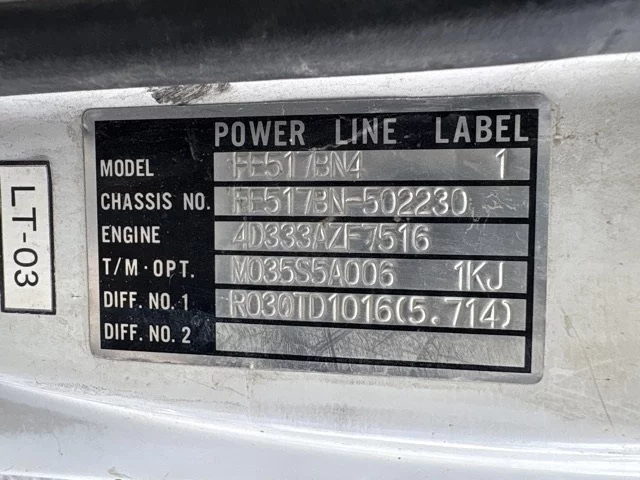 POWER LINE LABEL
MODEL FE517BN4 1
CHASSIS NO. FE517BN-502230
ENGINE 4D333AZF7516
T/M·OPT. M035S5A006 1KJ
DIFF. NO. 1 R030TD1016(5.714)
DIFF. NO. 2
LT-03